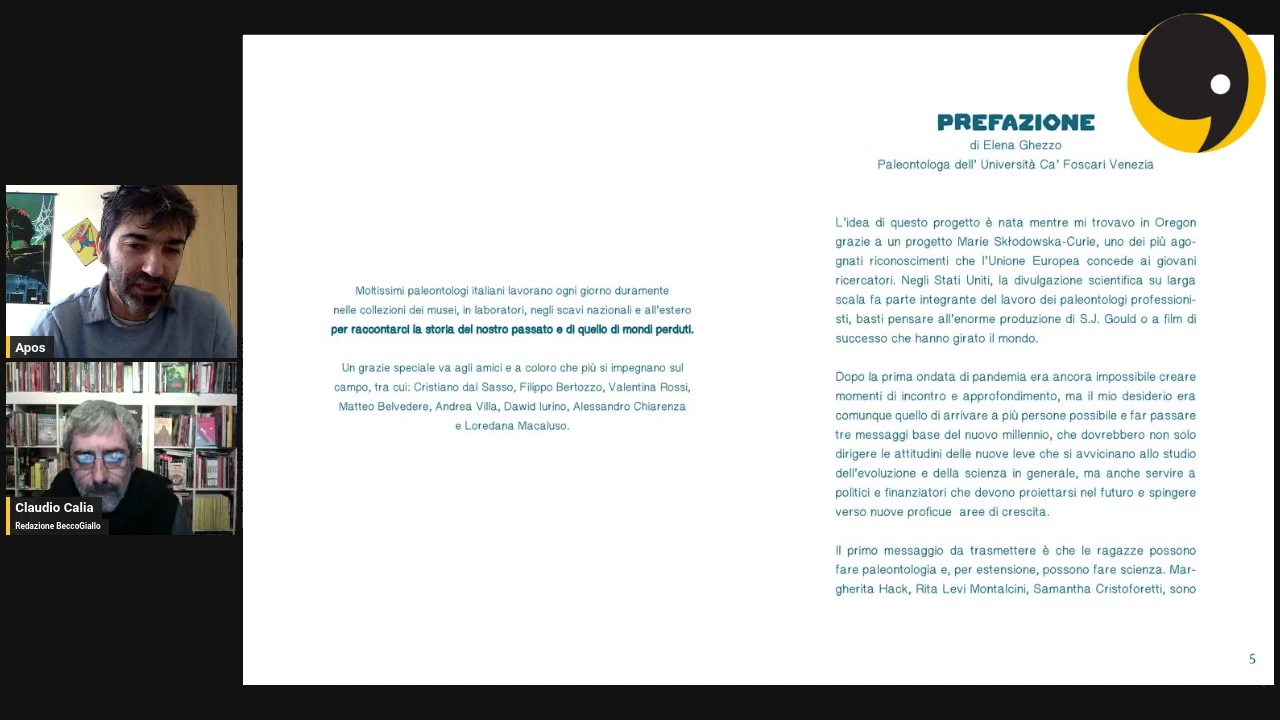 Apos
Claudio Calia
Redazione BeccoGiallo
Moltissimi paleontologi italiani lavorano ogni giorno duramente
nelle collezioni dei musei, in laboratori, negli scavi nazionali e all'estero
per raccontarci la storia del nostro passato e di quello di mondi perduti.
Un grazie speciale va agli amici e a coloro che più si impegnano sul
campo, tra cui: Cristiano dal Sasso, Filippo Bertozzo, Valentina Rossi,
Matteo Belvedere, Andrea Villa, Dawid Iurino, Alessandro Chiarenza
e Loredana Macaluso.
PREFAZIONE
di Elena Ghezzo
Paleontologa dell' Università Ca' Foscari Venezia
L'idea di questo progetto è nata mentre mi trovavo in Oregon
grazie a un progetto Marie Skłodowska-Curie, uno dei più ago-
gnati riconoscimenti che l'Unione Europea concede ai giovani
ricercatori. Negli Stati Uniti, la divulgazione scientifica su larga
scala fa parte integrante del lavoro dei paleontologi professioni-
sti, basti pensare all'enorme produzione di S.J. Gould o a film di
successo che hanno girato il mondo.
Dopo la prima ondata di pandemia era ancora impossibile creare
momenti di incontro e approfondimento, ma il mio desiderio era
comunque quello di arrivare a più persone possibile e far passare
tre messaggi base del nuovo millennio, che dovrebbero non solo
dirigere le attitudini delle nuove leve che si avvicinano allo studio
dell'evoluzione e della scienza in generale, ma anche servire a
politici e finanziatori che devono proiettarsi nel futuro e spingere
verso nuove proficue aree di crescita.
Il primo messaggio da trasmettere è che le ragazze possono
fare paleontologia e, per estensione, possono fare scienza. Mar-
gherita Hack, Rita Levi Montalcini, Samantha Cristoforetti, sono
5